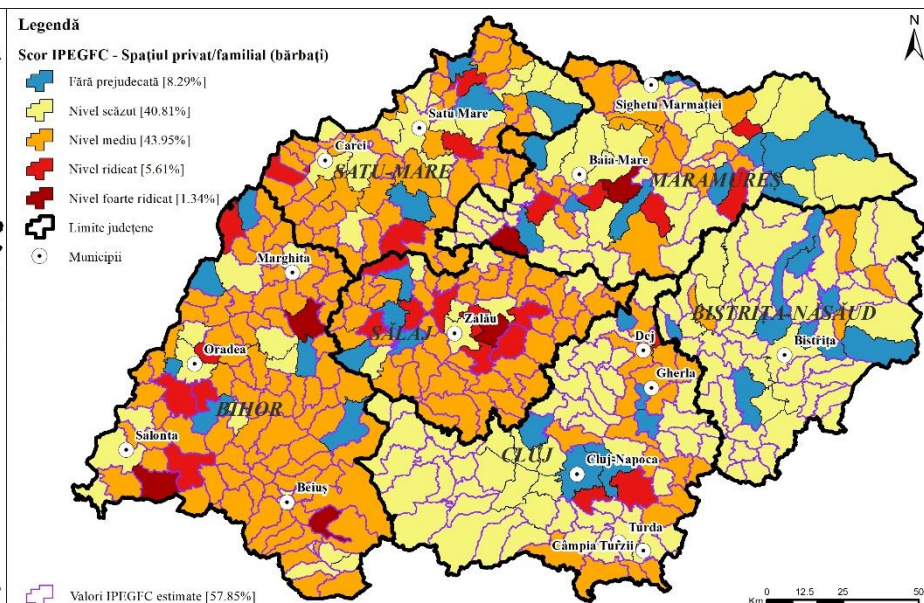 Legendă
Scor IPEGFC - Spațiul privat/familial (bărbați)
Fără prejudecată [8.29%]
Nivel scăzut [40.81%]
Nivel mediu [43.95%]
Nivel ridicat [5.61%]
Nivel foarte ridicat [1.34%]
Limite județene
Municipii
N
Sighetu Marmației
Satu Mare
Carei
SATU-MARE
Baia-Mare
MARAMUREȘ
Marghita
BISTRIȚA-NĂSĂUD
Zalău
SĂLAJ
Dej
Bistrița
Oradea
Gherla
BIHOR
Salonta
CLUJ
Cluj-Napoca
Beiuș
Turda
Câmpia Turzii
Valori IPEGFC estimate [57.85%]
0 12.5 25 50
Km